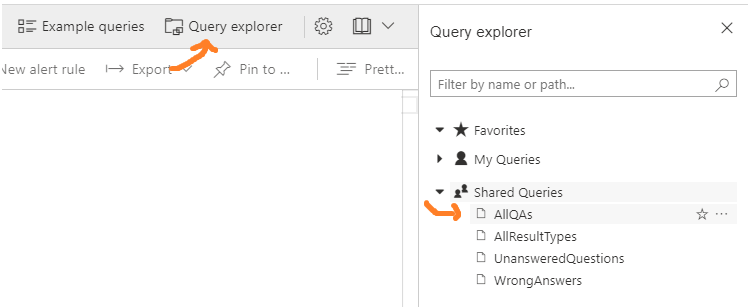 Example queries
Query explorer
New alert rule
Export
Pin to ...
Prett...
Query explorer
Filter by name or path...
Favorites
My Queries
Shared Queries
AllQAs
AllResultTypes
UnansweredQuestions
WrongAnswers